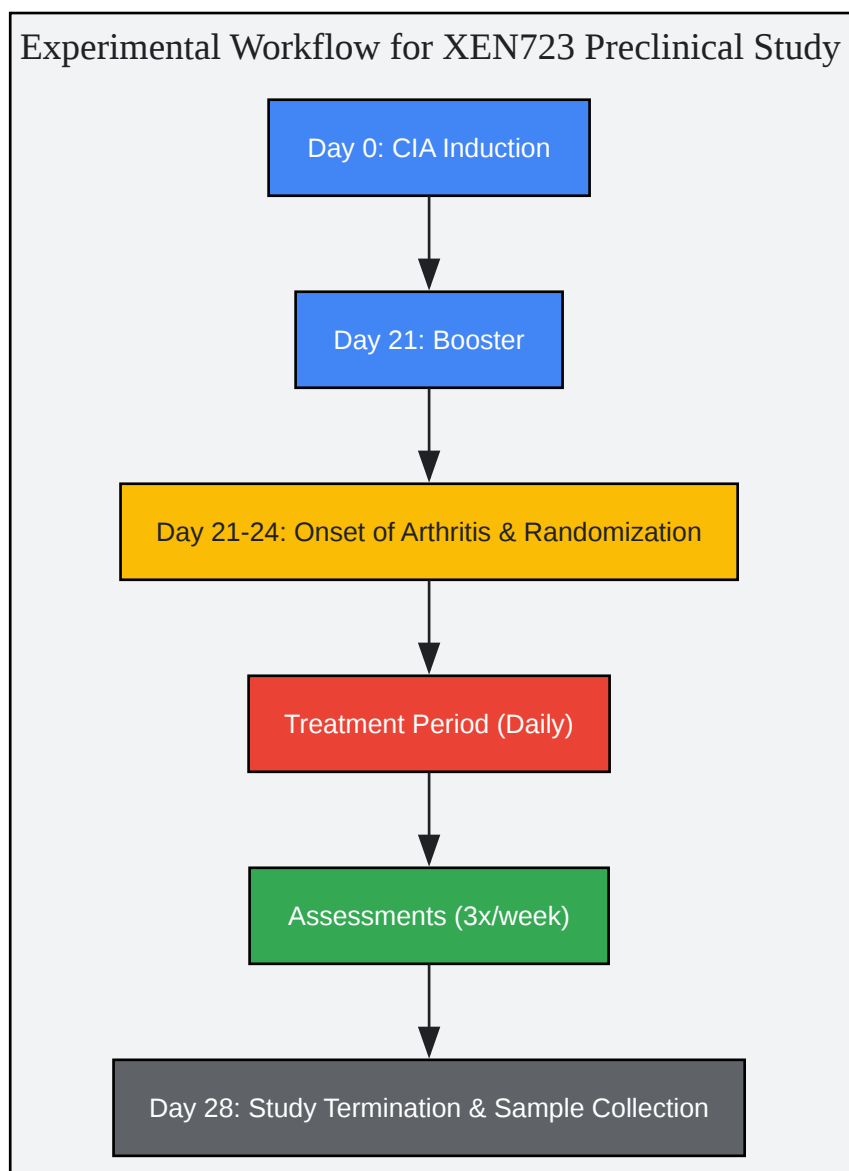 Experimental Workflow for XEN723 Preclinical Study
Day 0: CIA Induction
Day 21: Booster
Day 21-24: Onset of Arthritis & Randomization
Treatment Period (Daily)
Assessments (3x/week)
Day 28: Study Termination & Sample Collection